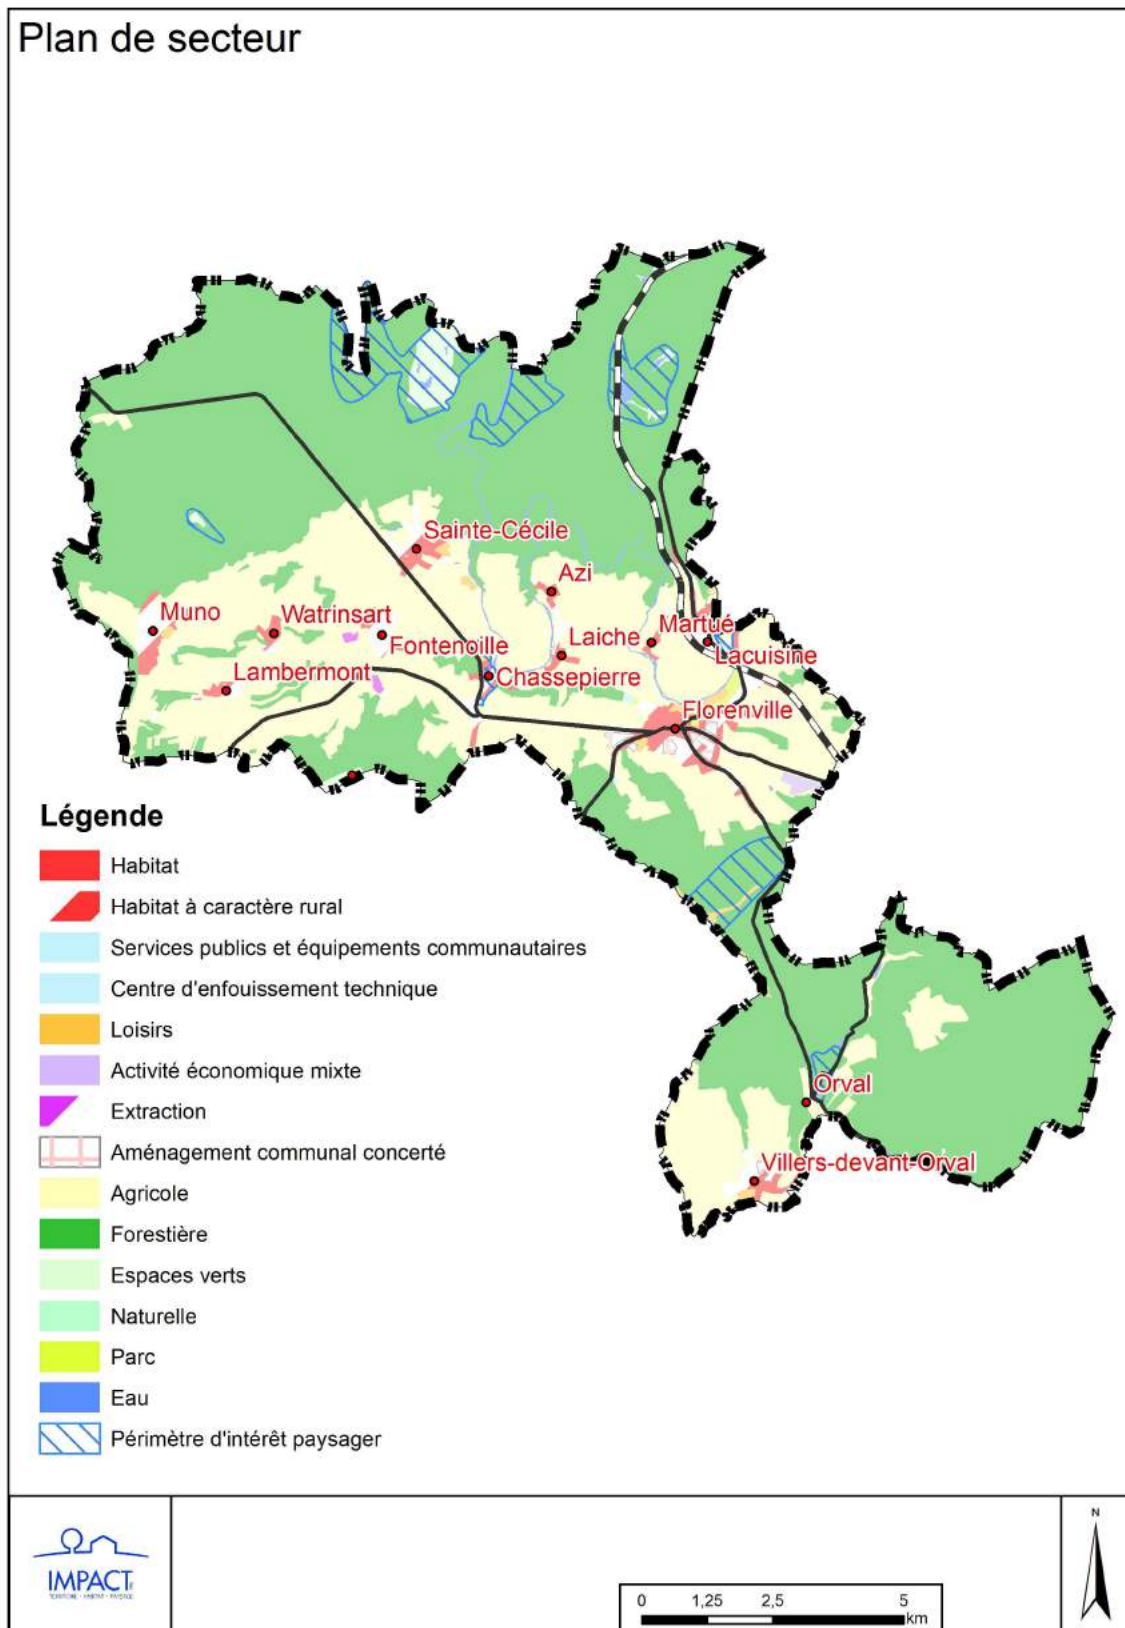 Plan de secteur
Sainte-Cécile
Azi
Muno
Watrinsart
Fontenoille
Laiche
Martué
Lacuisine
Lambermont
Chassepierre
Florenville
Orval
Villers-devant-Orval
Légende
Habitat
Habitat à caractère rural
Services publics et équipements communautaires
Centre d'enfouissement technique
Loisirs
Activité économique mixte
Extraction
Aménagement communal concerté
Agricole
Forestière
Espaces verts
Naturelle
Parc
Eau
Périmètre d'intérêt paysager
IMPACT
TERRITOIRE - HABITAT - PAYSAGE
N
0 1,25 2,5 5
km